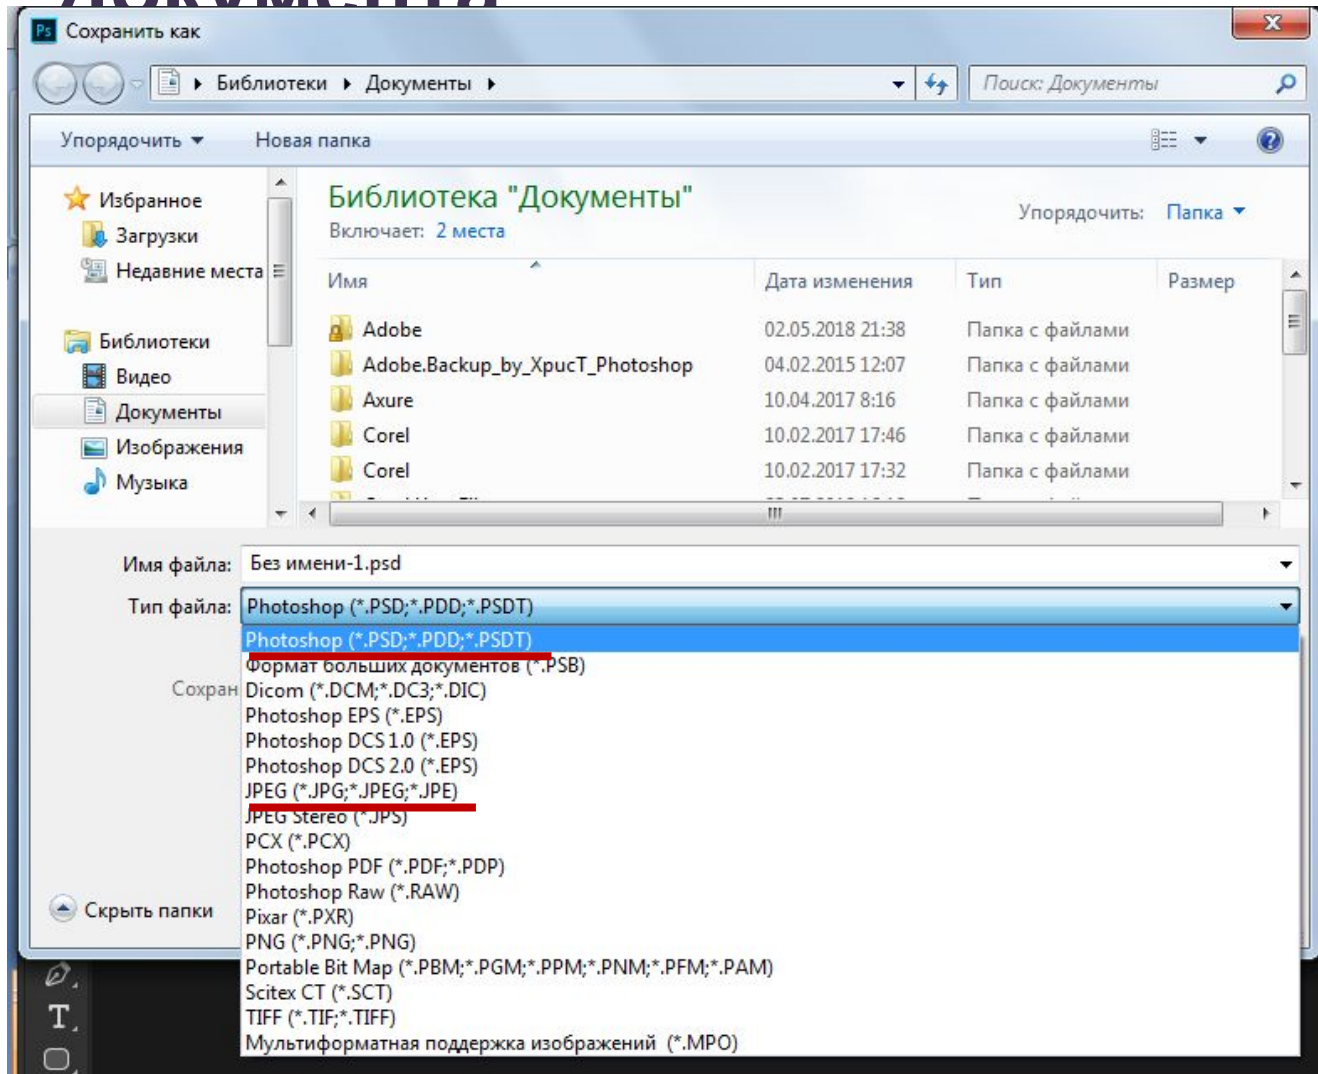 Ps Сохранить как
Библиотеки Документы
Поиск: Документы
Упорядочить Новая папка
Избранное
Загрузки
Недавние места
Библиотеки
Видео
Документы
Изображения
Музыка
Библиотека "Документы"
Включает: 2 места
Упорядочить: Папка
Имя Дата изменения Тип Размер
Adobe 02.05.2018 21:38 Папка с файлами
Adobe.Backup_by_XpucT_Photoshop 04.02.2015 12:07 Папка с файлами
Axure 10.04.2017 8:16 Папка с файлами
Corel 10.02.2017 17:46 Папка с файлами
Corel 10.02.2017 17:32 Папка с файлами
Имя файла: Без имени-1.psd
Тип файла: Photoshop (*.PSD;*.PDD;*.PSDT)
Photoshop (*.PSD;*.PDD;*.PSDT)
Формат больших документов (*.PSB)
Сохран
Dicom (*.DCM;*.DC3;*.DIC)
Photoshop EPS (*.EPS)
Photoshop DCS 1.0 (*.EPS)
Photoshop DCS 2.0 (*.EPS)
JPEG (*.JPG;*.JPEG;*.JPE)
JPEG Stereo (*.JPS)
PCX (*.PCX)
Photoshop PDF (*.PDF;*.PDP)
Photoshop Raw (*.RAW)
Скрыть папки
Pixar (*.PXR)
PNG (*.PNG;*.PNG)
Portable Bit Map (*.PBM;*.PGM;*.PPM;*.PNM;*.PFM;*.PAM)
Scitex CT (*.SCT)
TIFF (*.TIF;*.TIFF)
Мультиформатная поддержка изображений (*.MPO)